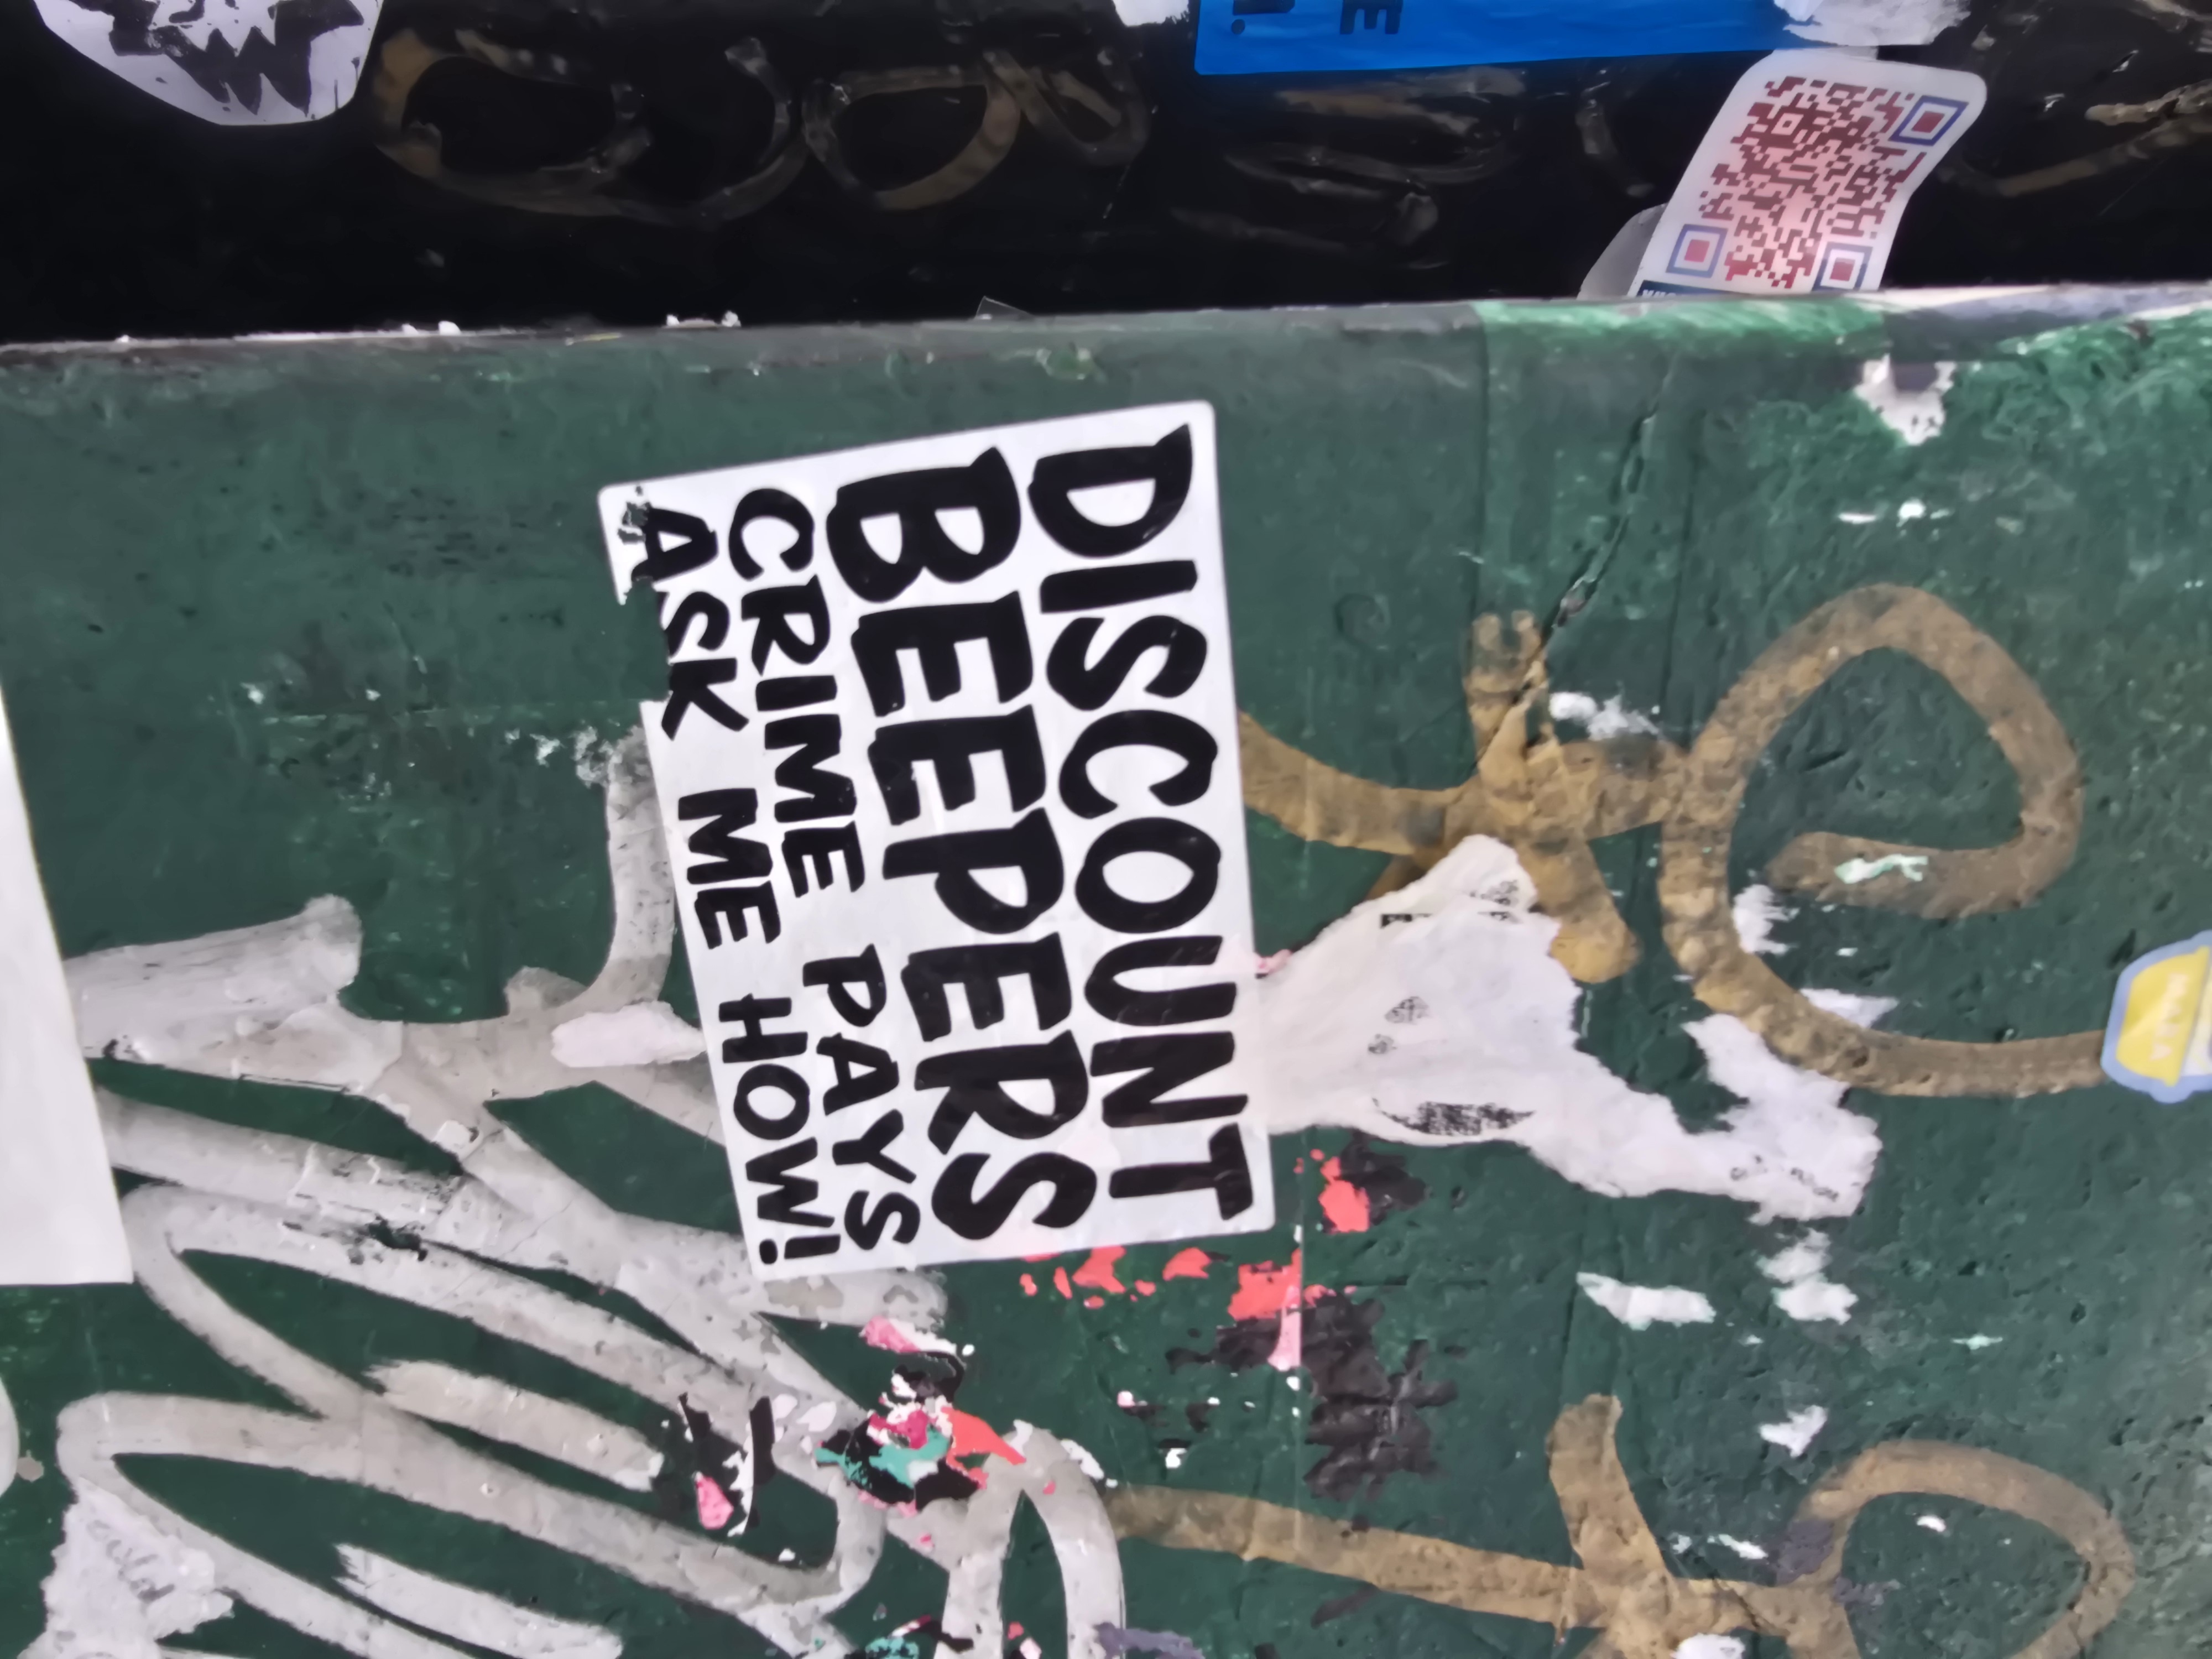 DISCOUNT
BEEPERS
CRIME PAYS
ASK ME HOW!